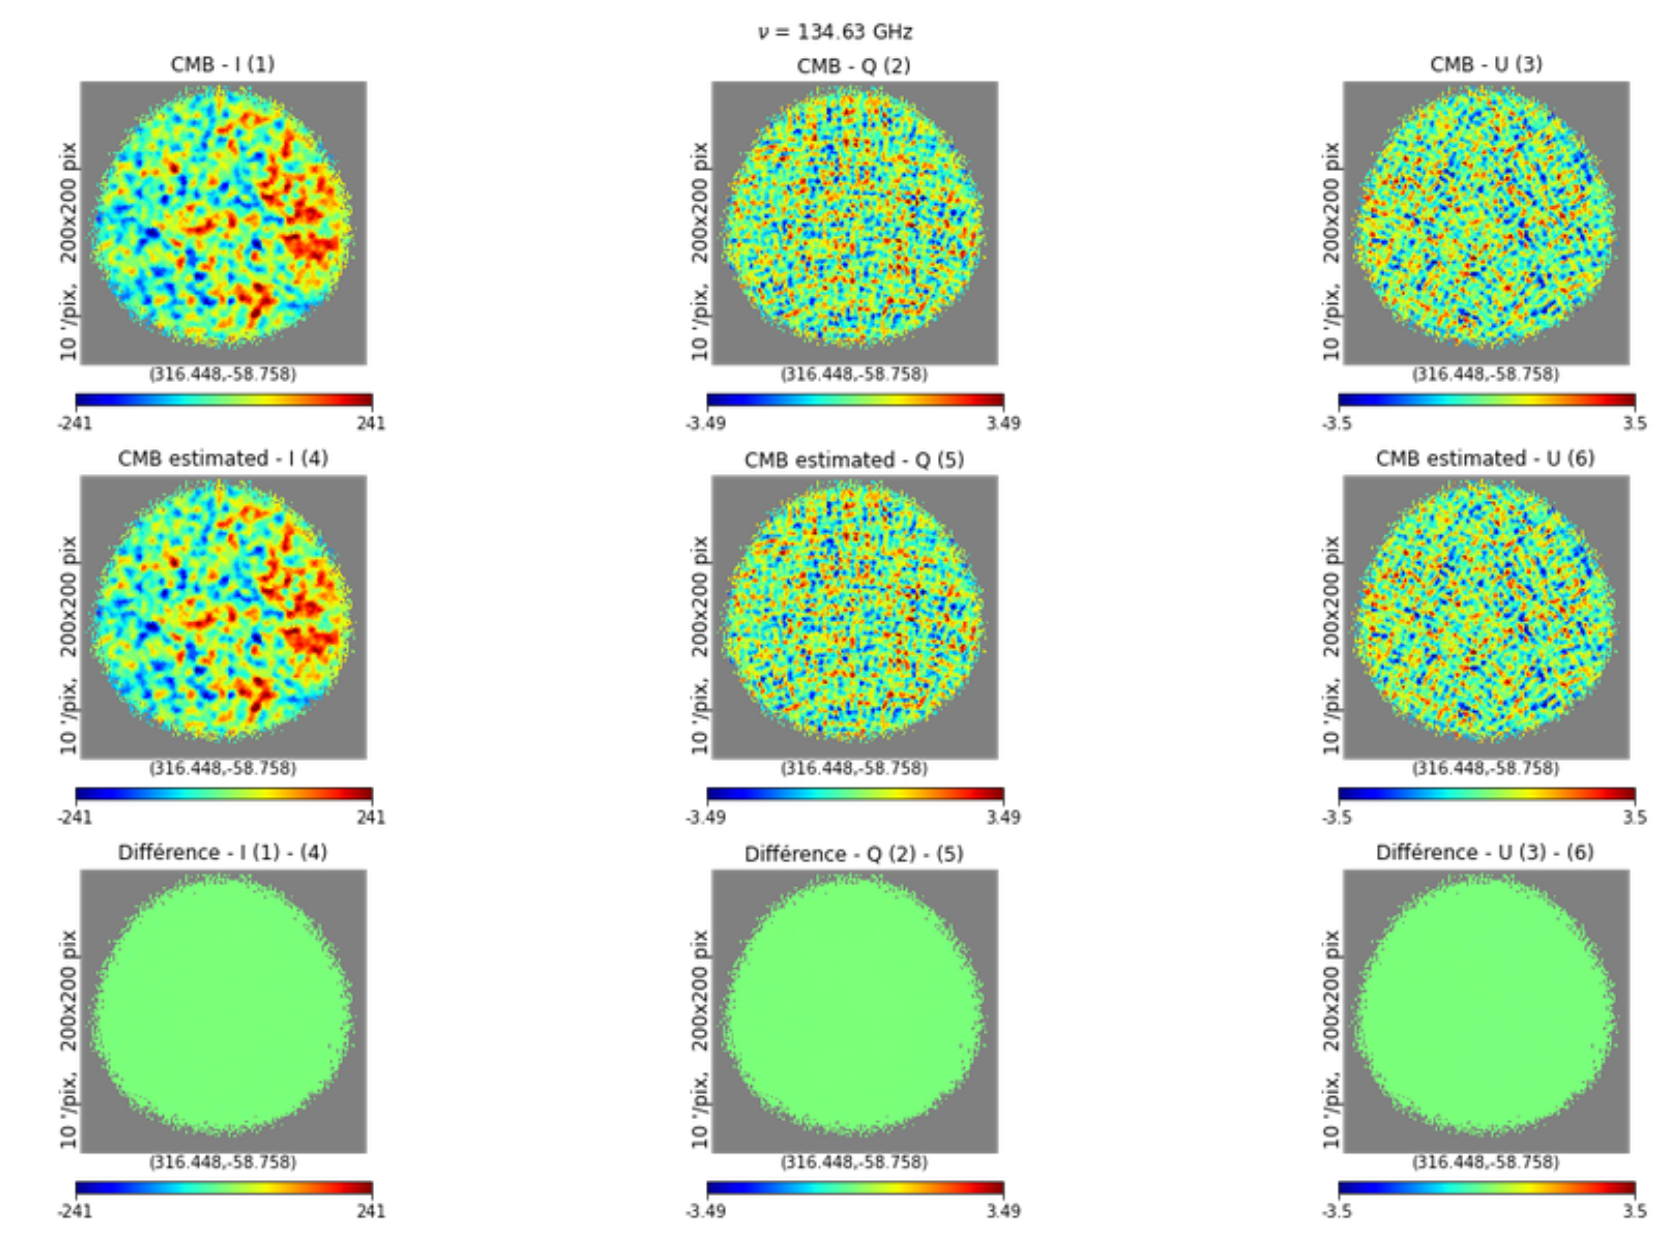 ν = 134.63 GHz
CMB - I (1)
CMB - Q (2)
CMB - U (3)
10 '/pix, 200x200 pix
10 '/pix, 200x200 pix
10 '/pix, 200x200 pix
(316.448,-58.758)
(316.448,-58.758)
(316.448,-58.758)
-241 241
-3.49 3.49
-3.5 3.5
CMB estimated - I (4)
CMB estimated - Q (5)
CMB estimated - U (6)
10 '/pix, 200x200 pix
10 '/pix, 200x200 pix
10 '/pix, 200x200 pix
(316.448,-58.758)
(316.448,-58.758)
(316.448,-58.758)
-241 241
-3.49 3.49
-3.5 3.5
Différence - I (1) - (4)
Différence - Q (2) - (5)
Différence - U (3) - (6)
10 '/pix, 200x200 pix
10 '/pix, 200x200 pix
10 '/pix, 200x200 pix
(316.448,-58.758)
(316.448,-58.758)
(316.448,-58.758)
-241 241
-3.49 3.49
-3.5 3.5